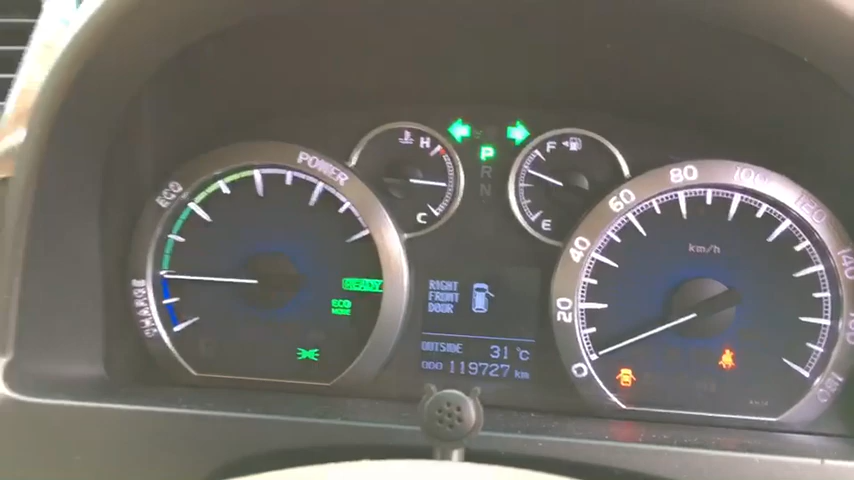 POWER
ECO
CHARGE
READY
ECO
MODE
H
C
P
R
N
F
E
RIGHT
FRONT
DOOR
OUTSIDE 31°C
ODO 119727 km
km/h
0
20
40
60
80
100
120
140
180